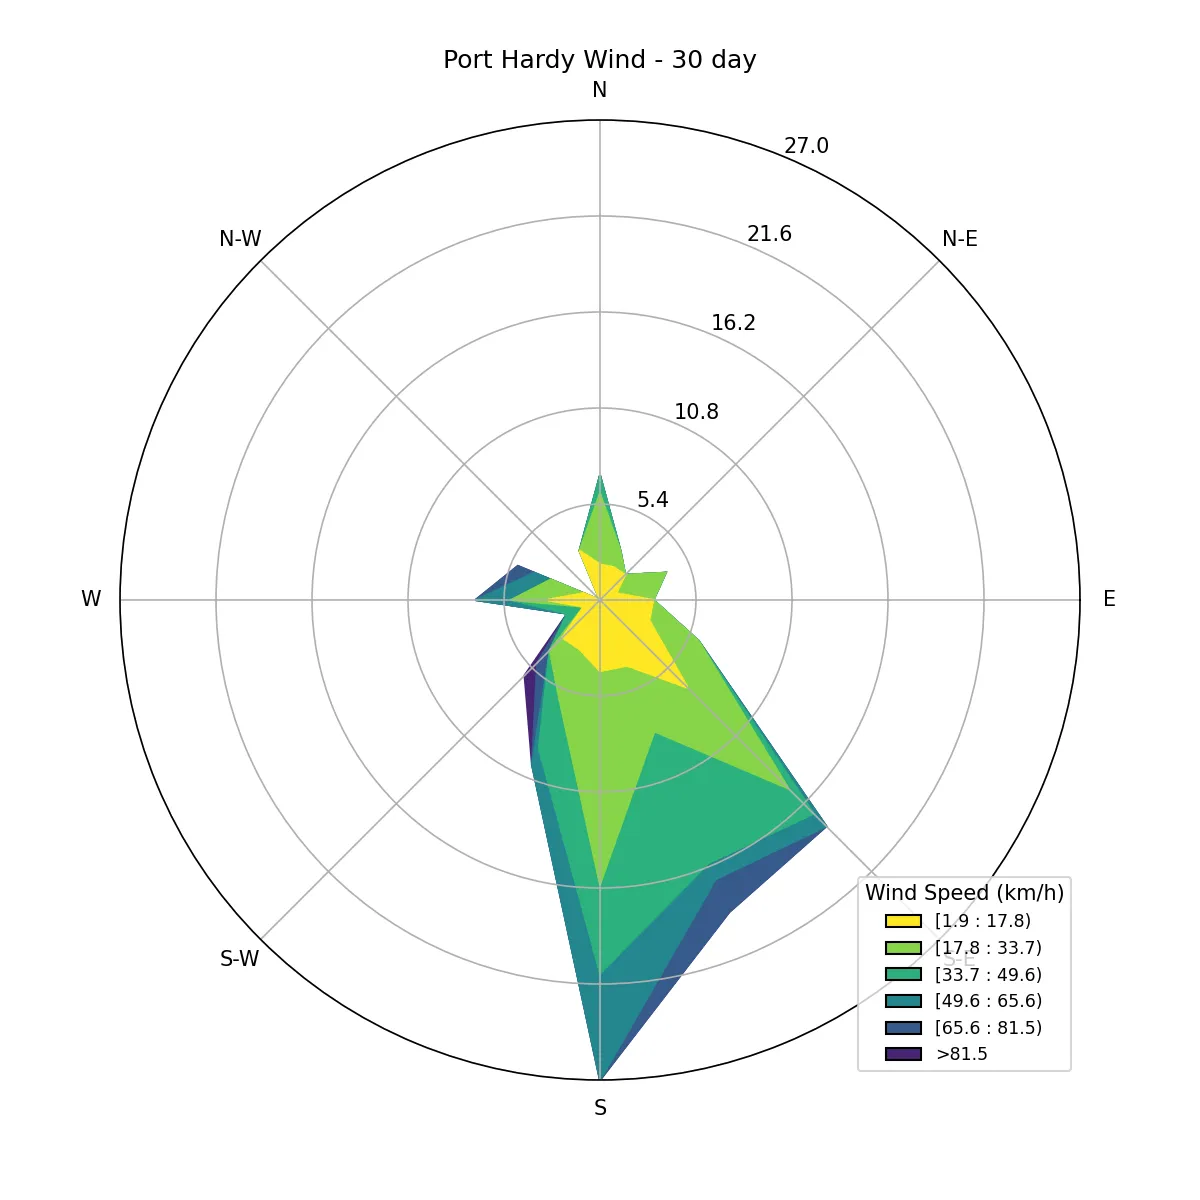 Port Hardy Wind - 30 day
N
27.0
N-W
21.6
N-E
16.2
10.8
5.4
W
E
S-W
S-E
S
Wind Speed (km/h)
[1.9 : 17.8)
[17.8 : 33.7)
[33.7 : 49.6)
[49.6 : 65.6)
[65.6 : 81.5)
>81.5